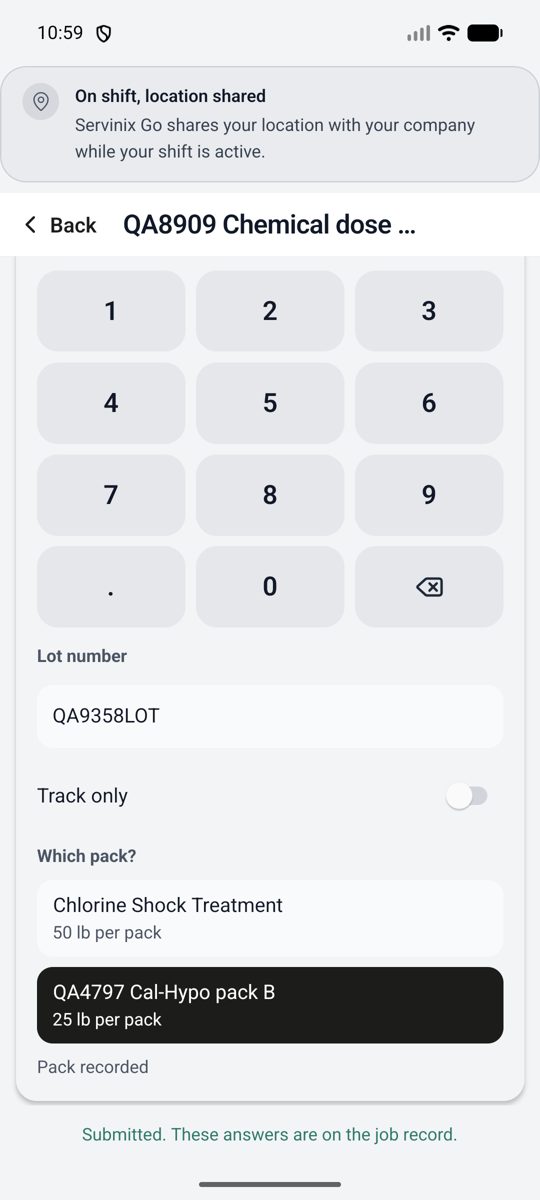 10:59
On shift, location shared
Servinix Go shares your location with your company
while your shift is active.
Back QA8909 Chemical dose ...
1 2 3
4 5 6
7 8 9
. 0
Lot number
QA9358LOT
Track only
Which pack?
Chlorine Shock Treatment
50 lb per pack
QA4797 Cal-Hypo pack B
25 lb per pack
Pack recorded
Submitted. These answers are on the job record.